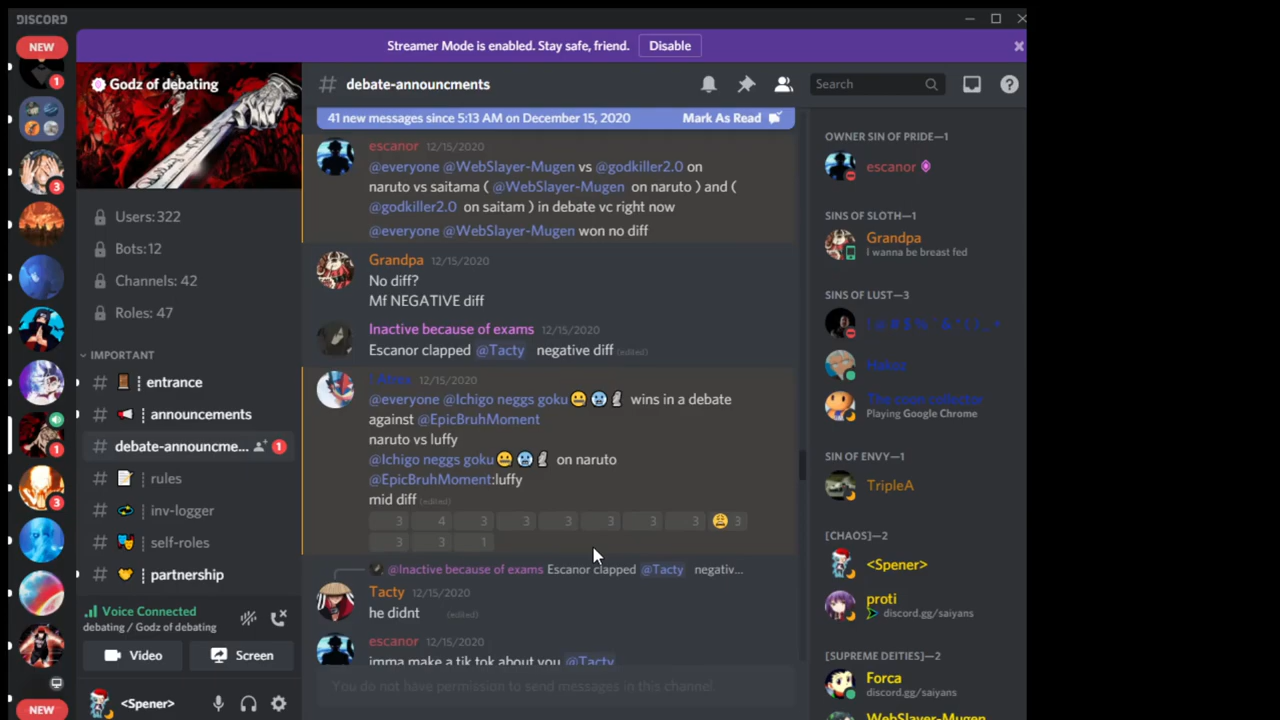 DISCORD
NEW
Streamer Mode is enabled. Stay safe, friend. Disable
1
3
1
3
NEW
Godz of debating
Users:322
Bots:12
Channels: 42
Roles: 47
IMPORTANT
entrance
announcements
debate-announcme... 1
rules
inv-logger
self-roles
partnership
Voice Connected
debating / Godz of debating
Video Screen
<Spener>
# debate-announcments
Search
41 new messages since 5:13 AM on December 15, 2020 Mark As Read
escanor 12/15/2020
@everyone @WebSlayer-Mugen vs @godkiller2.0 on
naruto vs saitama ( @WebSlayer-Mugen on naruto ) and (
@godkiller2.0 on saitam ) in debate vc right now
@everyone @WebSlayer-Mugen won no diff
Grandpa 12/15/2020
No diff?
Mf NEGATIVE diff
Inactive because of exams 12/15/2020
Escanor clapped @Tacty negative diff (edited)
12/15/2020
@everyone @Ichigo neggs goku 😬 🥶 🗿 wins in a debate
against @EpicBruhMoment
naruto vs luffy
@Ichigo neggs goku 😬 🥶 🗿 on naruto
@EpicBruhMoment:luffy
mid diff (edited)
3 4 3 3 3 3 3 3 😩 3
3 3 1
@Inactive because of exams Escanor clapped @Tacty negativ...
Tacty 12/15/2020
he didnt (edited)
escanor 12/15/2020
imma make a tik tok about you @Tacty
You do not have permission to send messages in this channel.
OWNER SIN OF PRIDE—1
escanor
SINS OF SLOTH—1
Grandpa
I wanna be breast fed
SINS OF LUST—3
Playing Google Chrome
SIN OF ENVY—1
TripleA
[CHAOS]—2
<Spener>
proti
discord.gg/saiyans
[SUPREME DEITIES]—2
Forca
discord.gg/saiyans
WebSlayer-Mugen